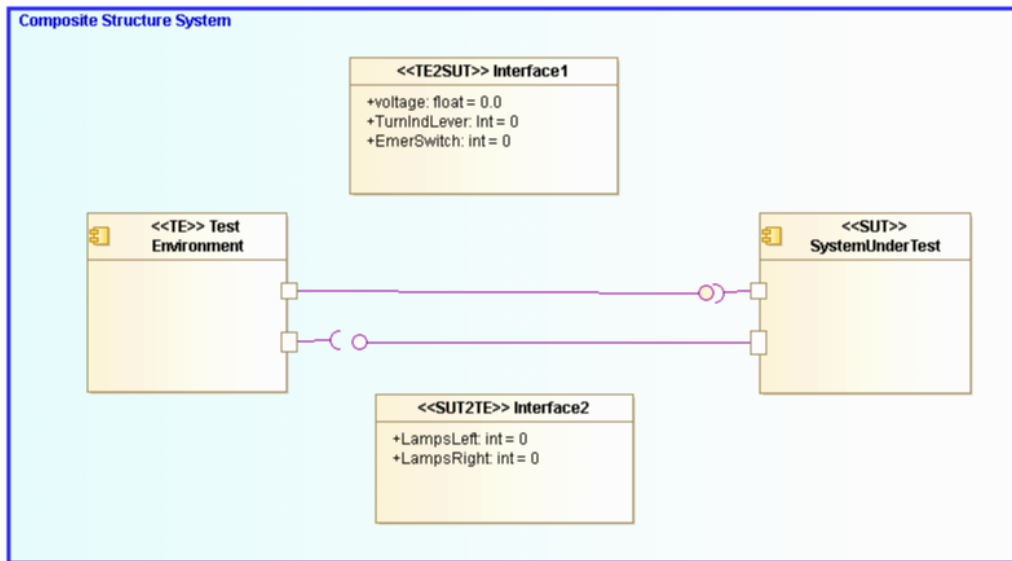 Composite Structure System
<<TE2SUT>> Interface1
+voltage: float = 0.0
+TurnIndLever: Int = 0
+EmerSwitch: int = 0
<<TE>> Test
Environment
<<SUT>>
SystemUnderTest
<<SUT2TE>> Interface2
+LampsLeft: int = 0
+LampsRight: int = 0